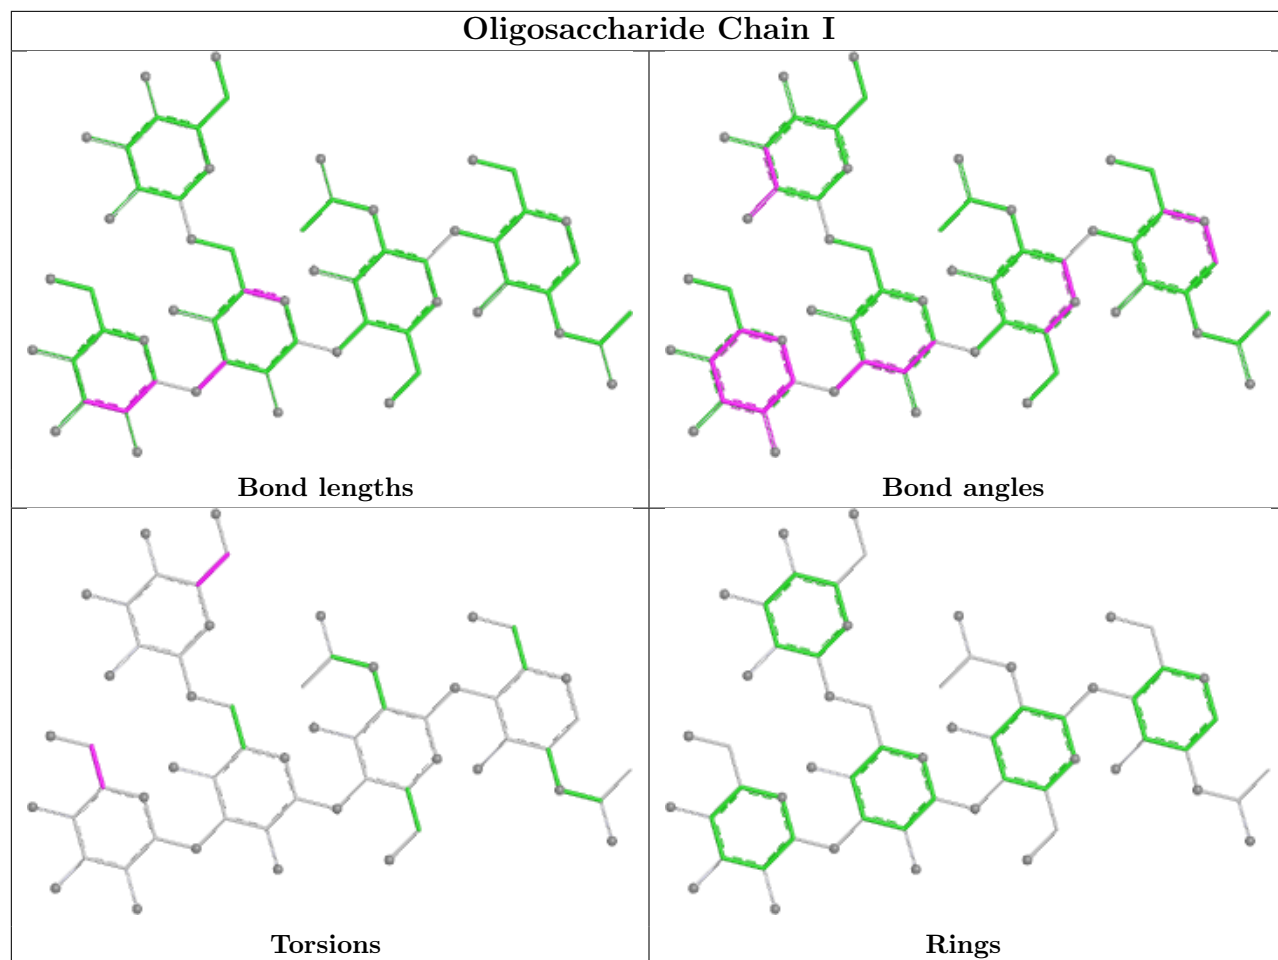 Oligosaccharide Chain I
Bond lengths
Bond angles
Torsions
Rings